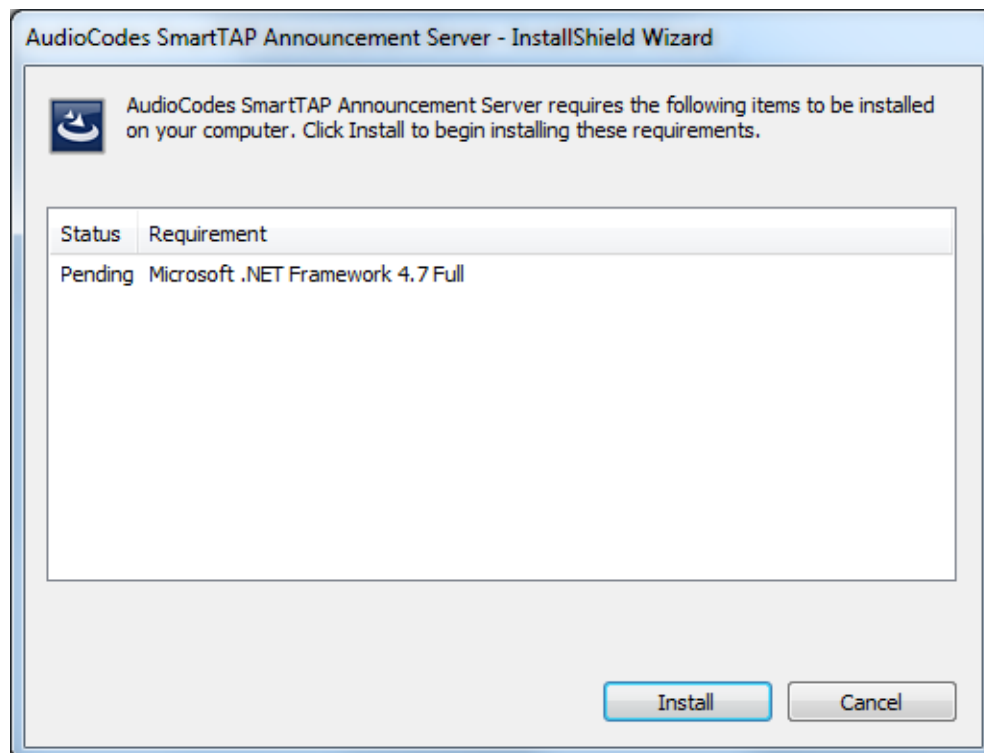 AudioCodes SmartTAP Announcement Server - InstallShield Wizard
AudioCodes SmartTAP Announcement Server requires the following items to be installed
on your computer. Click Install to begin installing these requirements.
Status Requirement
Pending Microsoft .NET Framework 4.7 Full
Install Cancel